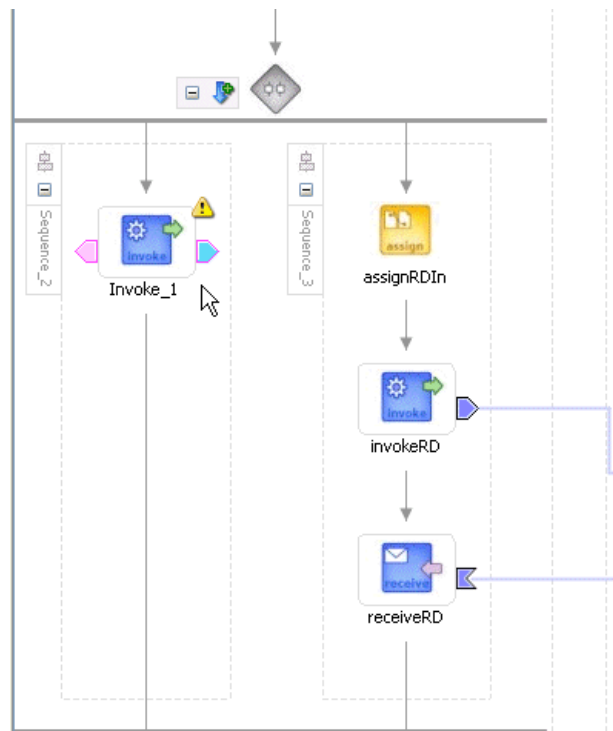 Sequence_2
invoke
Invoke_1
Sequence_3
assign
assignRDIn
invoke
invokeRD
receive
receiveRD